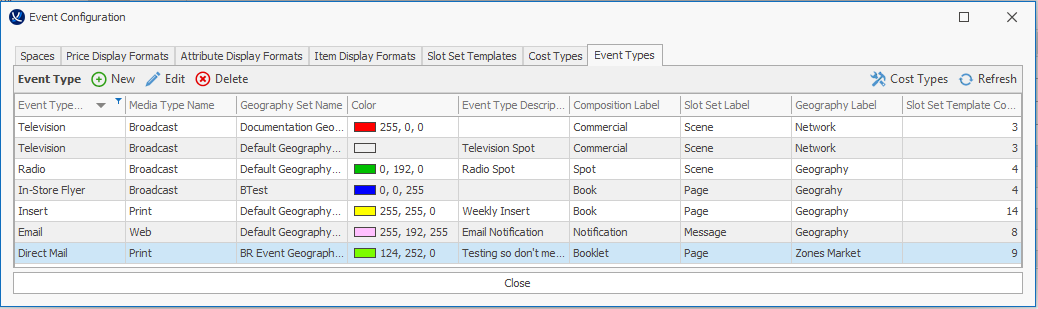 Event Configuration
Spaces Price Display Formats Attribute Display Formats Item Display Formats Slot Set Templates Cost Types Event Types
Event Type New Edit Delete Cost Types Refresh
Event Type... Media Type Name Geography Set Name Color Event Type Descrip... Composition Label Slot Set Label Geography Label Slot Set Template Co...
Television Broadcast Documentation Geo... 255, 0, 0 Commercial Scene Network 3
Television Broadcast Default Geography... Television Spot Commercial Scene Network 3
Radio Broadcast Default Geography... 0, 192, 0 Radio Spot Spot Scene Geography 4
In-Store Flyer Broadcast BTest 0, 0, 255 Book Page Geograhy 4
Insert Print Default Geography... 255, 255, 0 Weekly Insert Book Page Geography 14
Email Web Default Geography... 255, 192, 255 Email Notification Notification Message Geography 8
Direct Mail Print BR Event Geograph... 124, 252, 0 Testing so don't me... Booklet Page Zones Market 9
Close